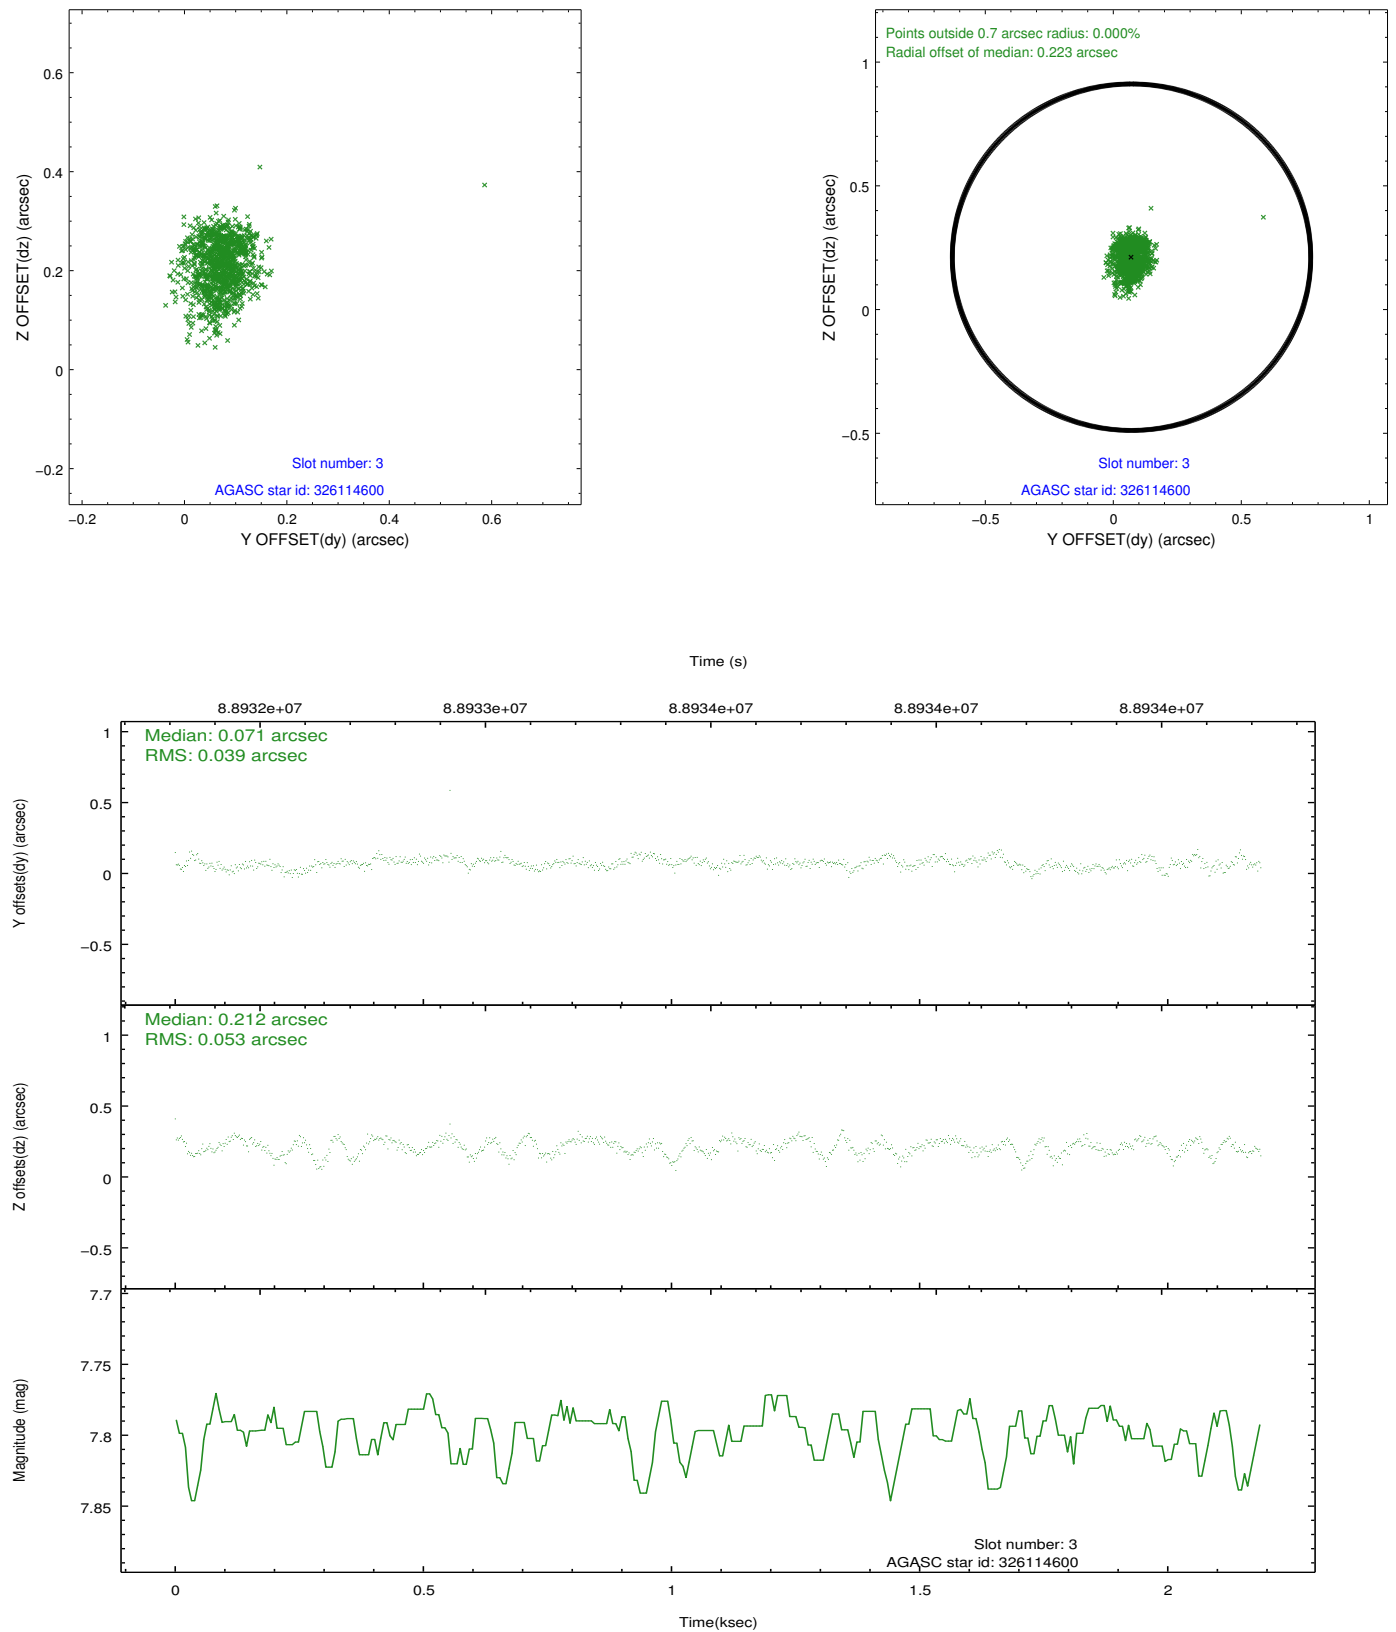 0.6
0.4
0.2
0
−0.2
−0.2
0
0.2
0.4
0.6
Z OFFSET(dz) (arcsec)
Y OFFSET(dy) (arcsec)
Slot number: 3
AGASC star id: 326114600
Points outside 0.7 arcsec radius: 0.000%
Radial offset of median: 0.223 arcsec
1
0.5
0
−0.5
−0.5
0
0.5
1
Z OFFSET(dz) (arcsec)
Y OFFSET(dy) (arcsec)
Slot number: 3
AGASC star id: 326114600
Time (s)
8.8932e+07
8.8933e+07
8.8934e+07
8.8934e+07
8.8934e+07
Median: 0.071 arcsec
RMS: 0.039 arcsec
1
0.5
0
−0.5
Y offsets(dy) (arcsec)
Median: 0.212 arcsec
RMS: 0.053 arcsec
1
0.5
0
−0.5
Z offsets(dz) (arcsec)
7.7
7.75
7.8
7.85
Magnitude (mag)
Slot number: 3
AGASC star id: 326114600
0
0.5
1
1.5
2
Time(ksec)